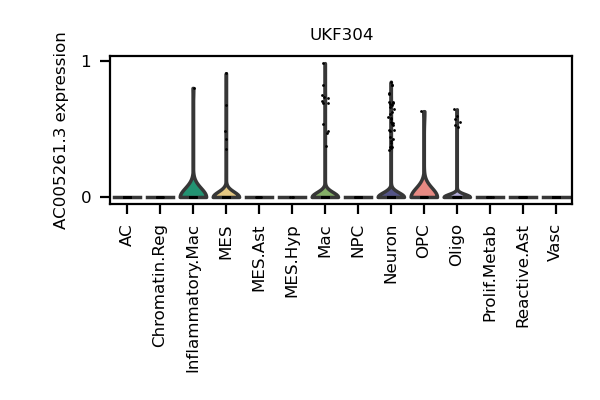 UKF304
AC005261.3 expression
1
0
AC
Chromatin.Reg
Inflammatory.Mac
MES
MES.Ast
MES.Hyp
Mac
NPC
Neuron
OPC
Oligo
Prolif.Metab
Reactive.Ast
Vasc